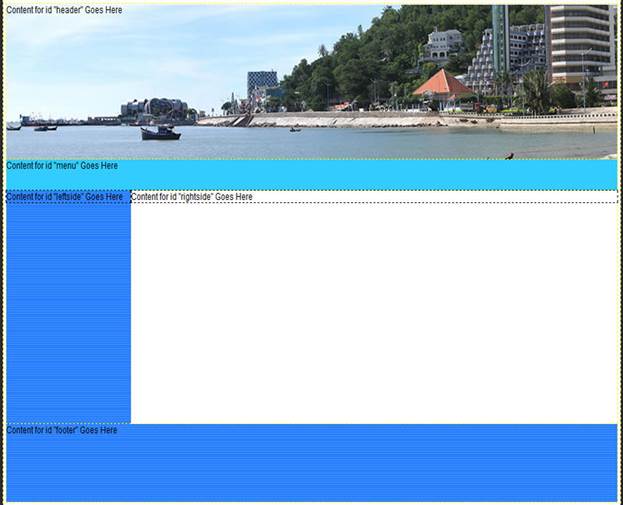 Content for id "header" Goes Here
Content for id "menu" Goes Here
Content for id "leftside" Goes Here
Content for id "rightside" Goes Here
Content for id "footer" Goes Here